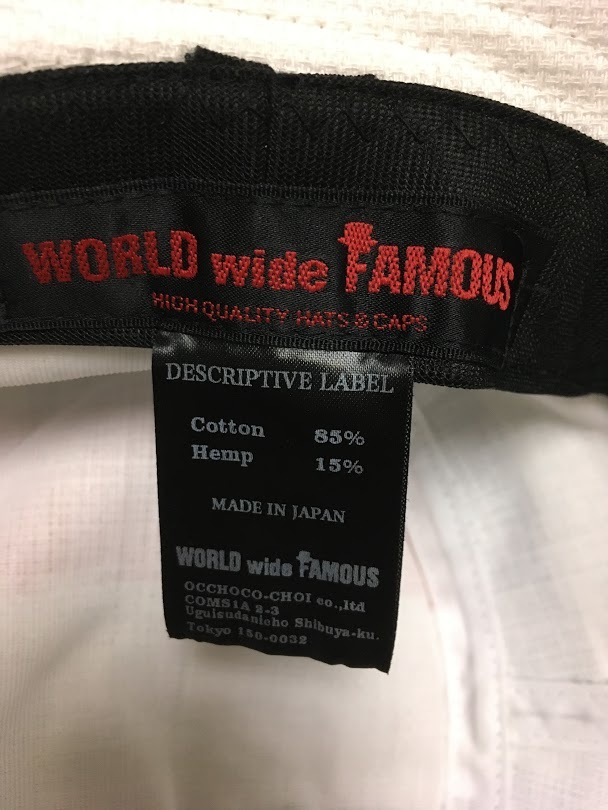 WORLD wide FAMOUS
HIGH QUALITY HATS & CAPS
DESCRIPTIVE LABEL
Cotton 85%
Hemp 15%
MADE IN JAPAN
WORLD wide FAMOUS
OCCHOCO-CHOI co.,ltd
COMS1A 2-3
Uguisudanicho Shibuya-ku.
Tokyo 150-0032